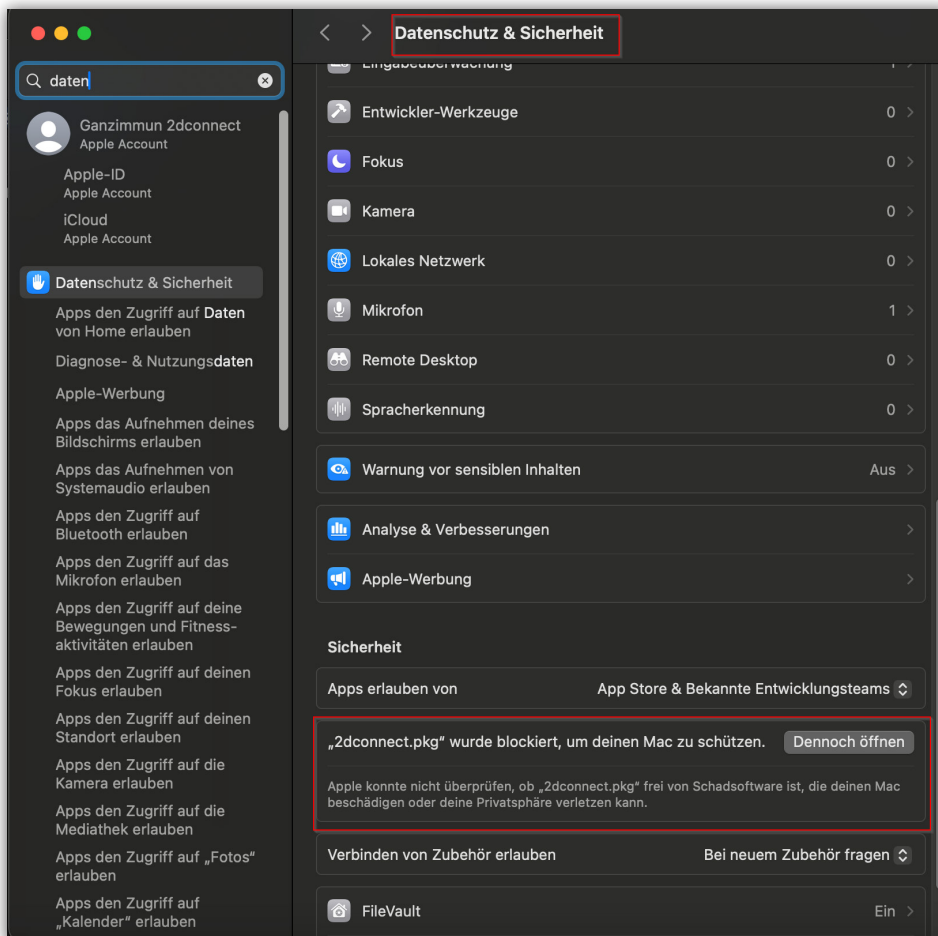 Datenschutz & Sicherheit
daten
Ganzimmun 2dconnect
Apple Account
Apple-ID
Apple Account
iCloud
Apple Account
Datenschutz & Sicherheit
Apps den Zugriff auf Daten
von Home erlauben
Diagnose- & Nutzungsdaten
Apple-Werbung
Apps das Aufnehmen deines
Bildschirms erlauben
Apps das Aufnehmen von
Systemaudio erlauben
Apps den Zugriff auf
Bluetooth erlauben
Apps den Zugriff auf das
Mikrofon erlauben
Apps den Zugriff auf deine
Bewegungen und Fitness-
aktivitäten erlauben
Apps den Zugriff auf deinen
Fokus erlauben
Apps den Zugriff auf deinen
Standort erlauben
Apps den Zugriff auf die
Kamera erlauben
Apps den Zugriff auf die
Mediathek erlauben
Apps den Zugriff auf „Fotos“
erlauben
Apps den Zugriff auf
„Kalender“ erlauben
Eingabeüberwachung 1
Entwickler-Werkzeuge 0
Fokus 0
Kamera 0
Lokales Netzwerk 0
Mikrofon 1
Remote Desktop 0
Spracherkennung 0
Warnung vor sensiblen Inhalten Aus
Analyse & Verbesserungen
Apple-Werbung
Sicherheit
Apps erlauben von App Store & Bekannte Entwicklungsteams
„2dconnect.pkg“ wurde blockiert, um deinen Mac zu schützen. Dennoch öffnen
Apple konnte nicht überprüfen, ob „2dconnect.pkg“ frei von Schadsoftware ist, die deinen Mac
beschädigen oder deine Privatsphäre verletzen kann.
Verbinden von Zubehör erlauben Bei neuem Zubehör fragen
FileVault Ein